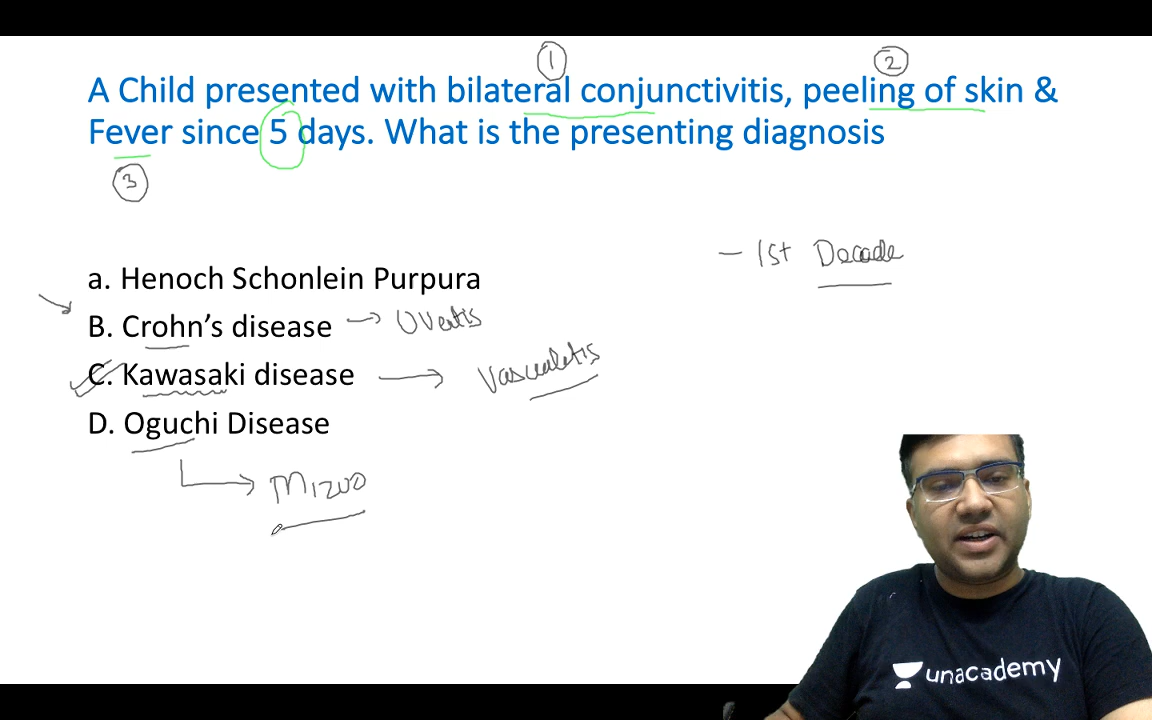 ①
②
A Child presented with bilateral conjunctivitis, peeling of skin &
Fever since 5 days. What is the presenting diagnosis
③
- 1st Decade
a. Henoch Schonlein Purpura
B. Crohn’s disease → Uveitis
C. Kawasaki disease → Vasculitis
D. Oguchi Disease
→ Mizuo
unacademy